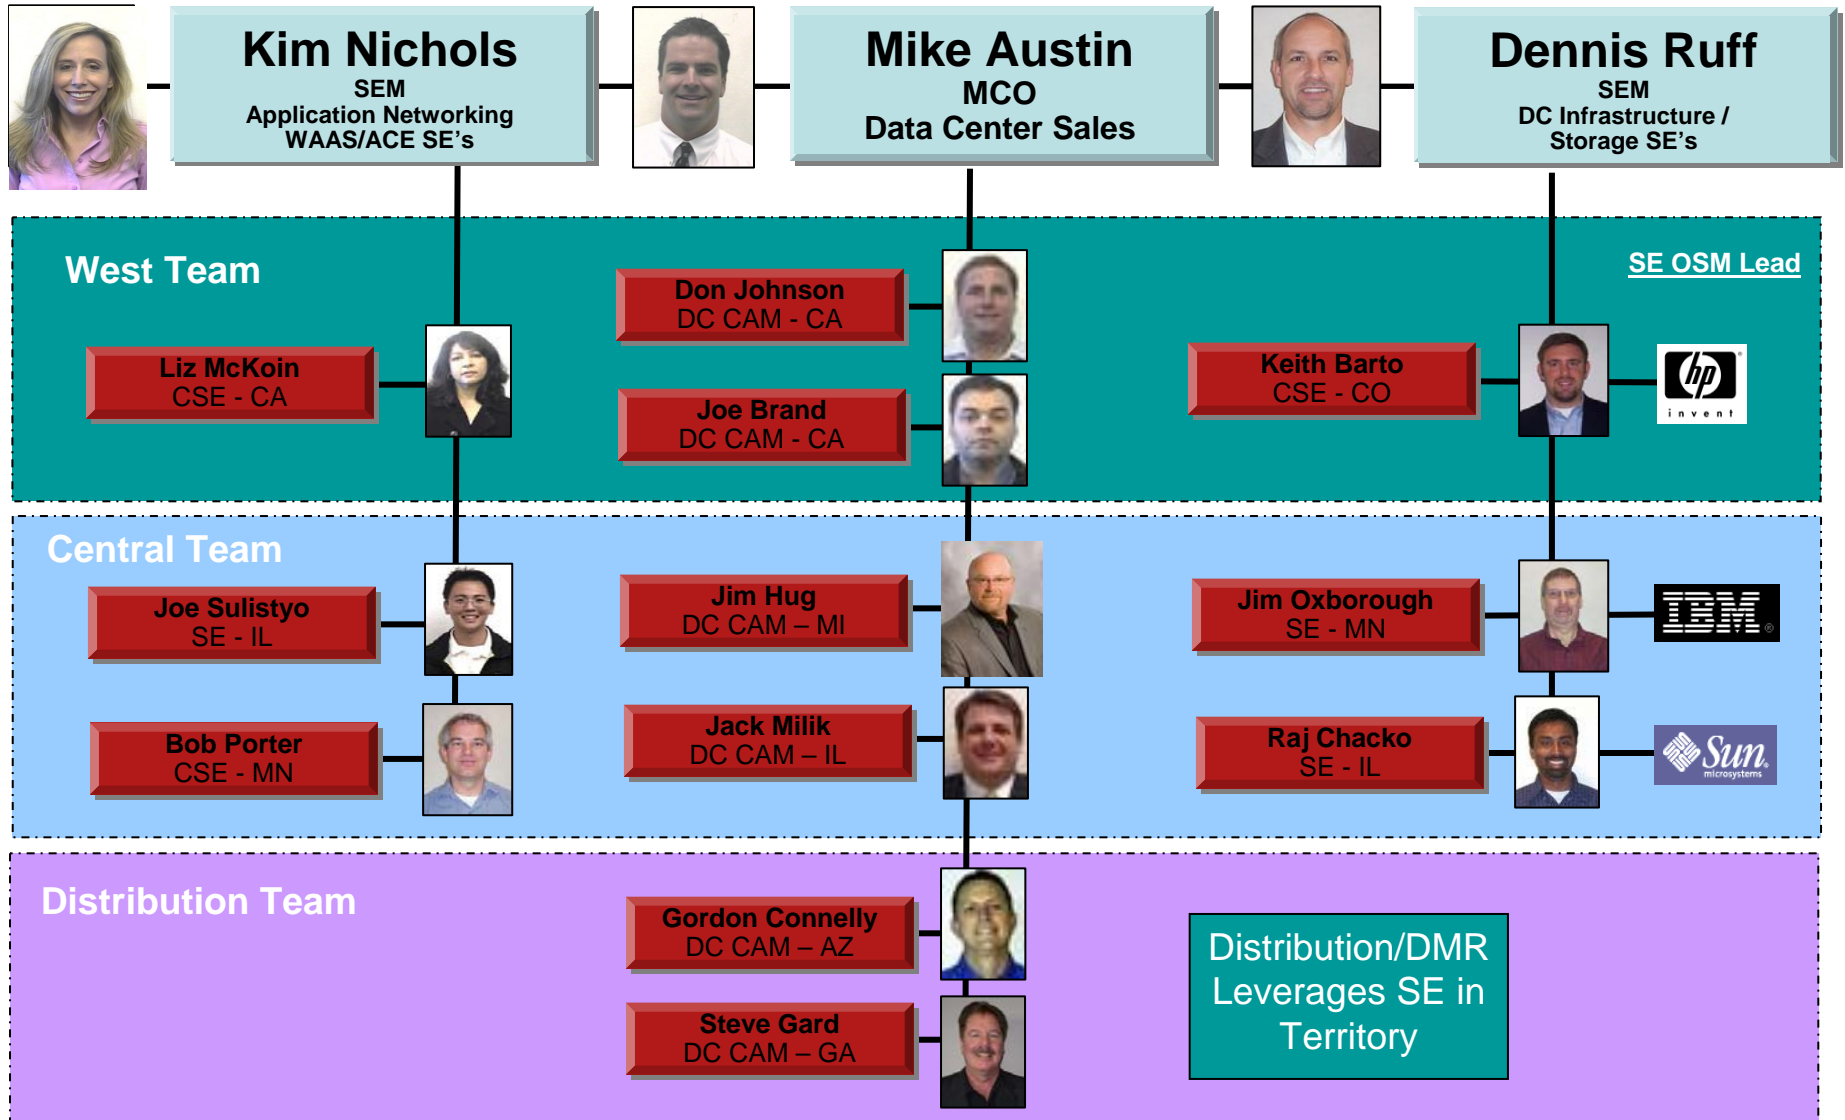 Kim Nichols
SEM
Application Networking
WAAS/ACE SE's
Mike Austin
MCO
Data Center Sales
Dennis Ruff
SEM
DC Infrastructure /
Storage SE's
West Team
SE OSM Lead
Liz McKoin
CSE - CA
Don Johnson
DC CAM - CA
Joe Brand
DC CAM - CA
Keith Barto
CSE - CO
hp
®
invent
Central Team
Joe Sulistyo
SE - IL
Bob Porter
CSE - MN
Jim Hug
DC CAM – MI
Jack Milik
DC CAM – IL
Jim Oxborough
SE - MN
IBM
®
Raj Chacko
SE - IL
Sun
microsystems
Distribution Team
Gordon Connelly
DC CAM – AZ
Steve Gard
DC CAM – GA
Distribution/DMR
Leverages SE in
Territory